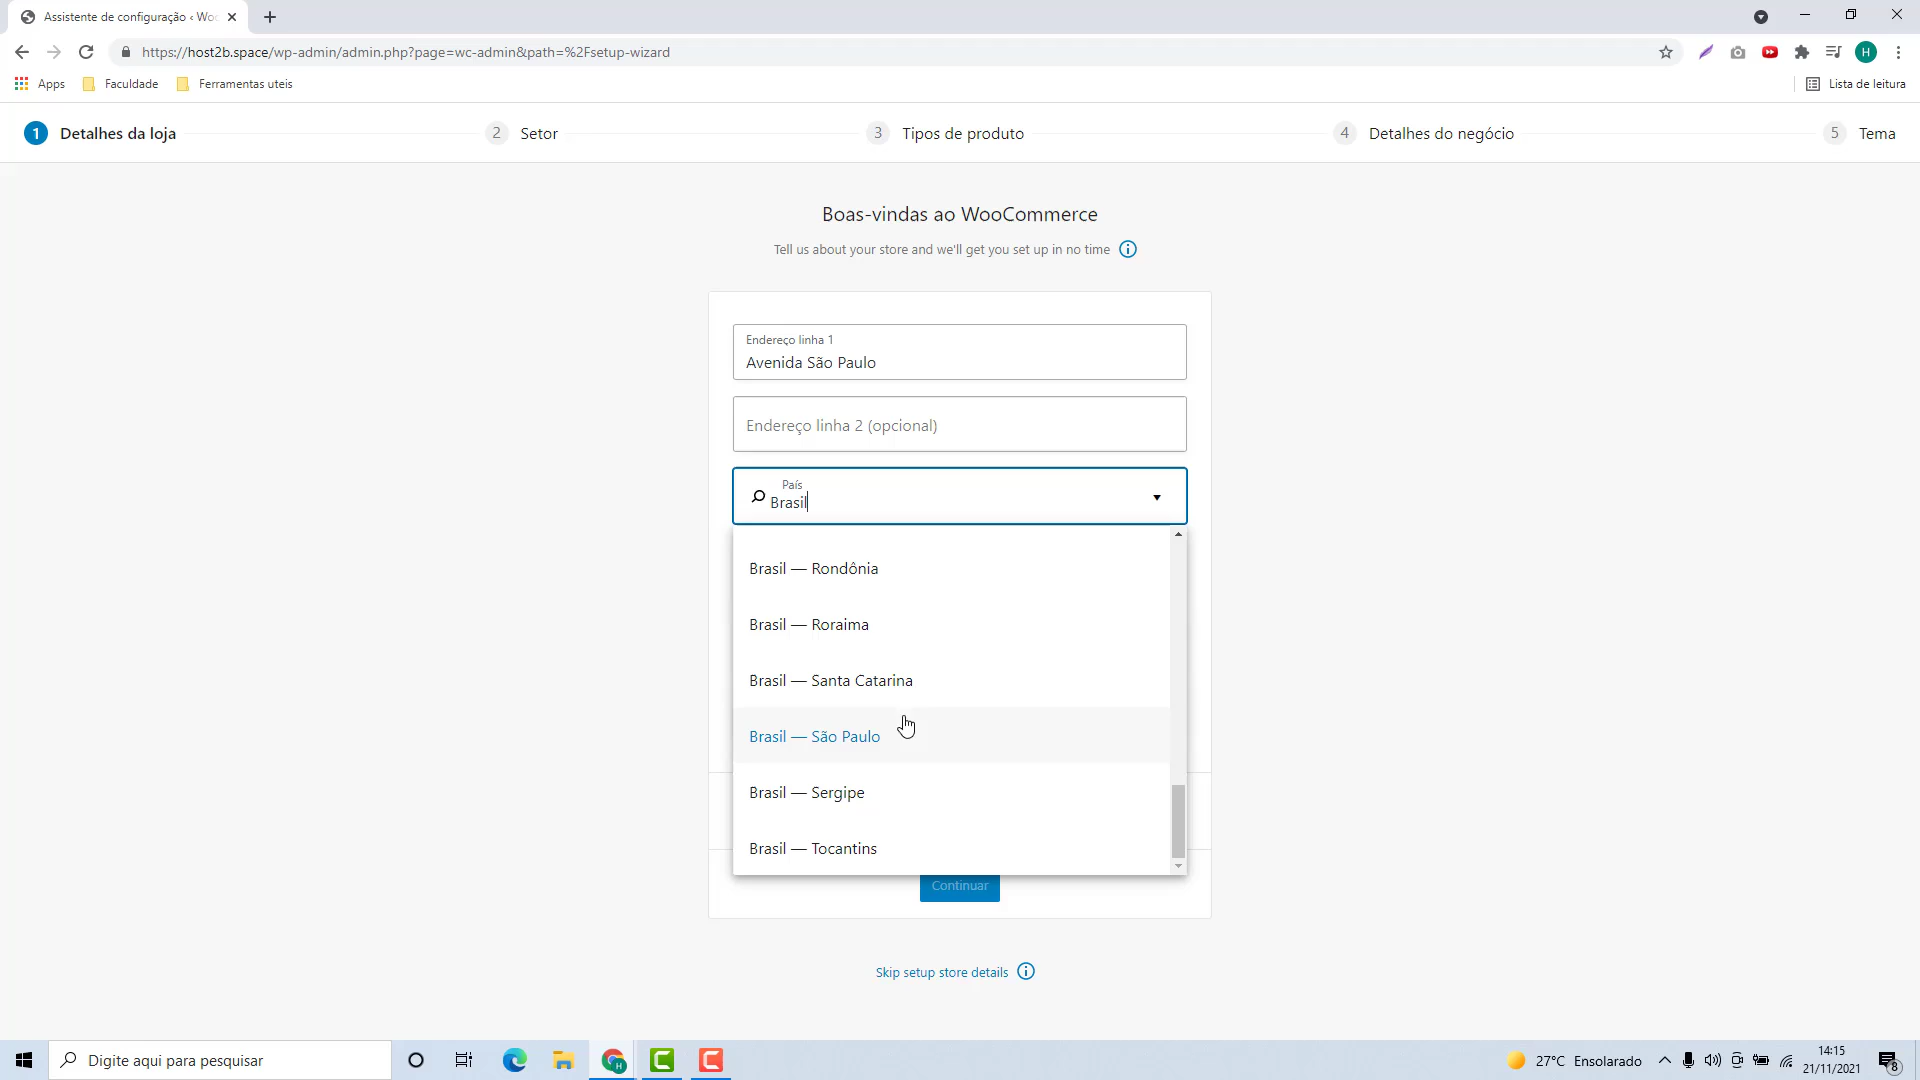 Assistente de configuração ‹ Woo
https://host2b.space/wp-admin/admin.php?page=wc-admin&path=%2Fsetup-wizard
H
Apps
Faculdade
Ferramentas uteis
Lista de leitura
1 Detalhes da loja
2 Setor
3 Tipos de produto
4 Detalhes do negócio
5 Tema
Boas-vindas ao WooCommerce
Tell us about your store and we'll get you set up in no time
Endereço linha 1
Avenida São Paulo
Endereço linha 2 (opcional)
País
Brasil
Brasil — Rondônia
Brasil — Roraima
Brasil — Santa Catarina
Brasil — São Paulo
Brasil — Sergipe
Brasil — Tocantins
Continuar
Skip setup store details
Digite aqui para pesquisar
27°C Ensolarado
14:15
21/11/2021
8